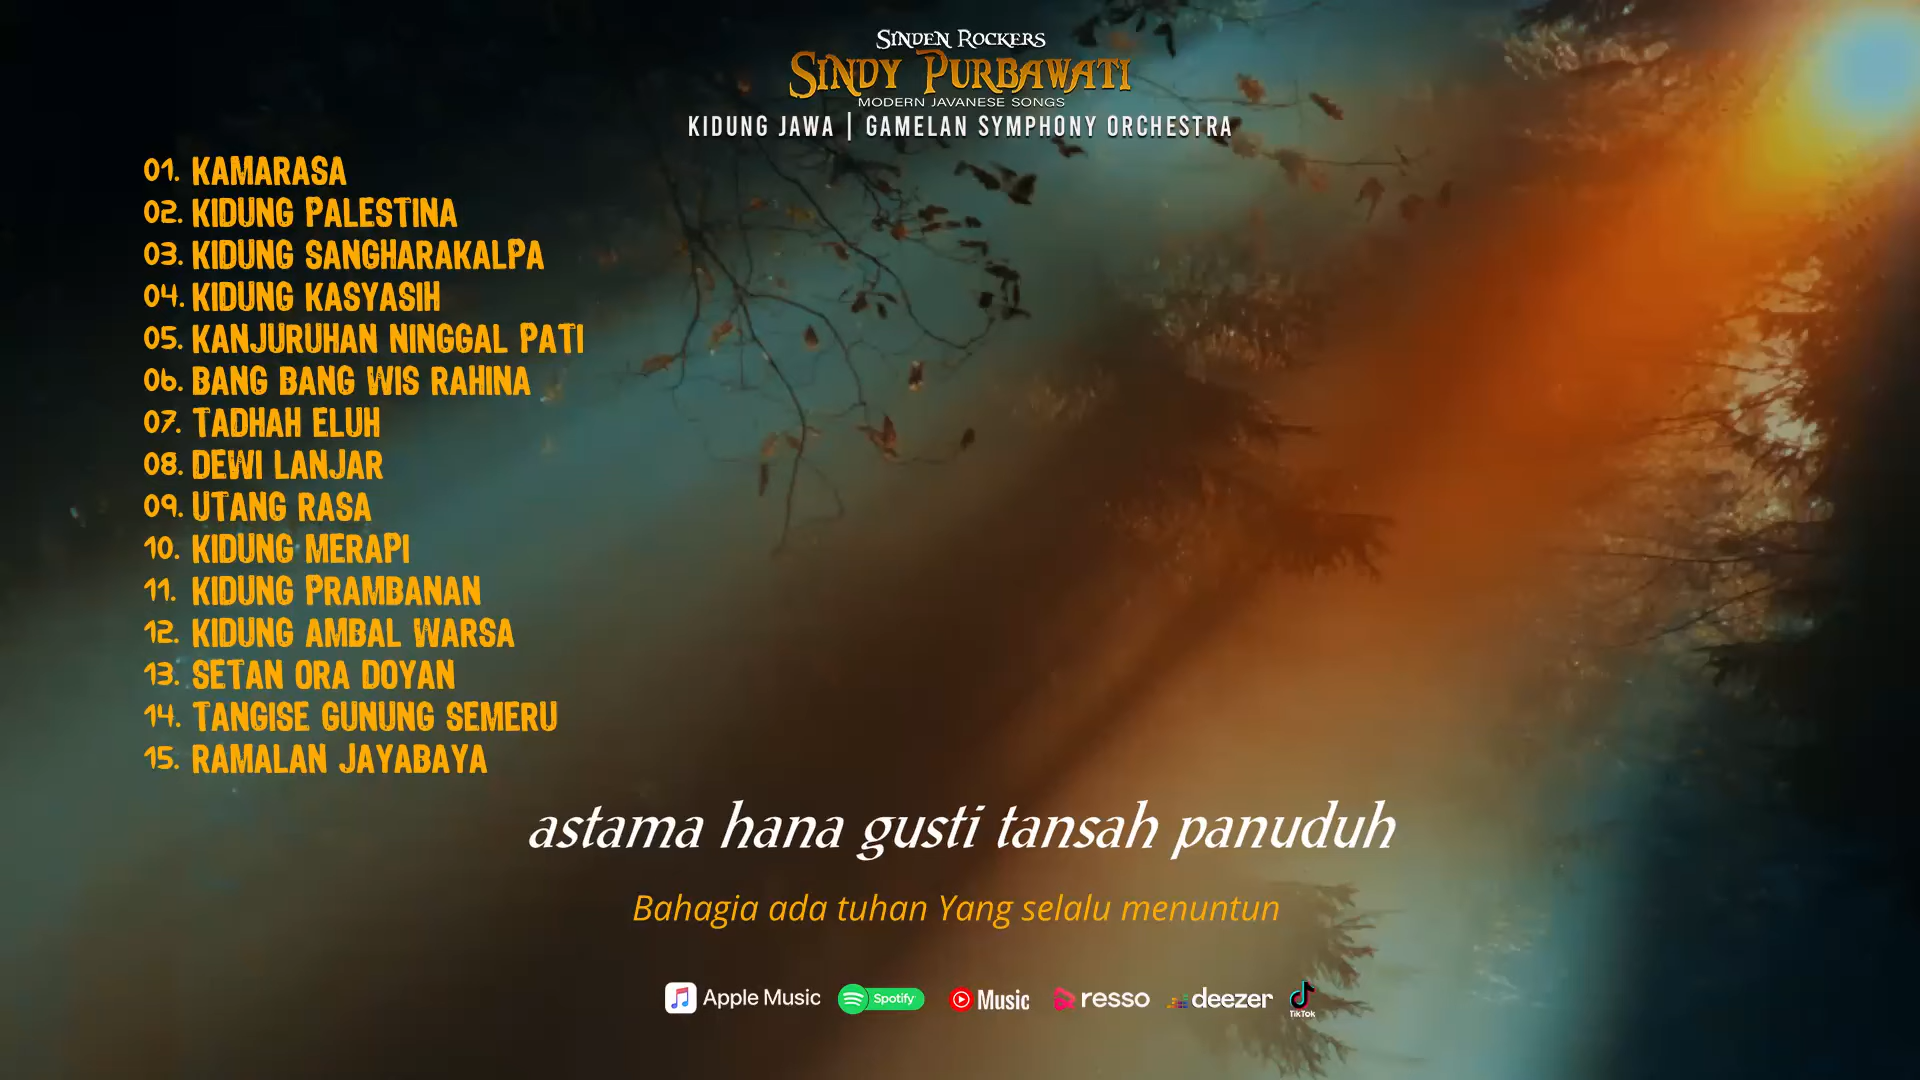 SINDEN ROCKERS
SINDY PURBAWATI
MODERN JAVANESE SONGS
KIDUNG JAWA | GAMELAN SYMPHONY ORCHESTRA
01. KAMARASA
02. KIDUNG PALESTINA
03. KIDUNG SANGHARAKALPA
04. KIDUNG KASYASIH
05. KANJURUHAN NINGGAL PATI
06. BANG BANG WIS RAHINA
07. TADHAH ELUH
08. DEWI LANJAR
09. UTANG RASA
10. KIDUNG MERAPI
11. KIDUNG PRAMBANAN
12. KIDUNG AMBAL WARSA
13. SETAN ORA DOYAN
14. TANGISE GUNUNG SEMERU
15. RAMALAN JAYABAYA
astama hana gusti tansah panuduh
Bahagia ada tuhan Yang selalu menuntun
Apple Music Spotify Music resso deezer TikTok